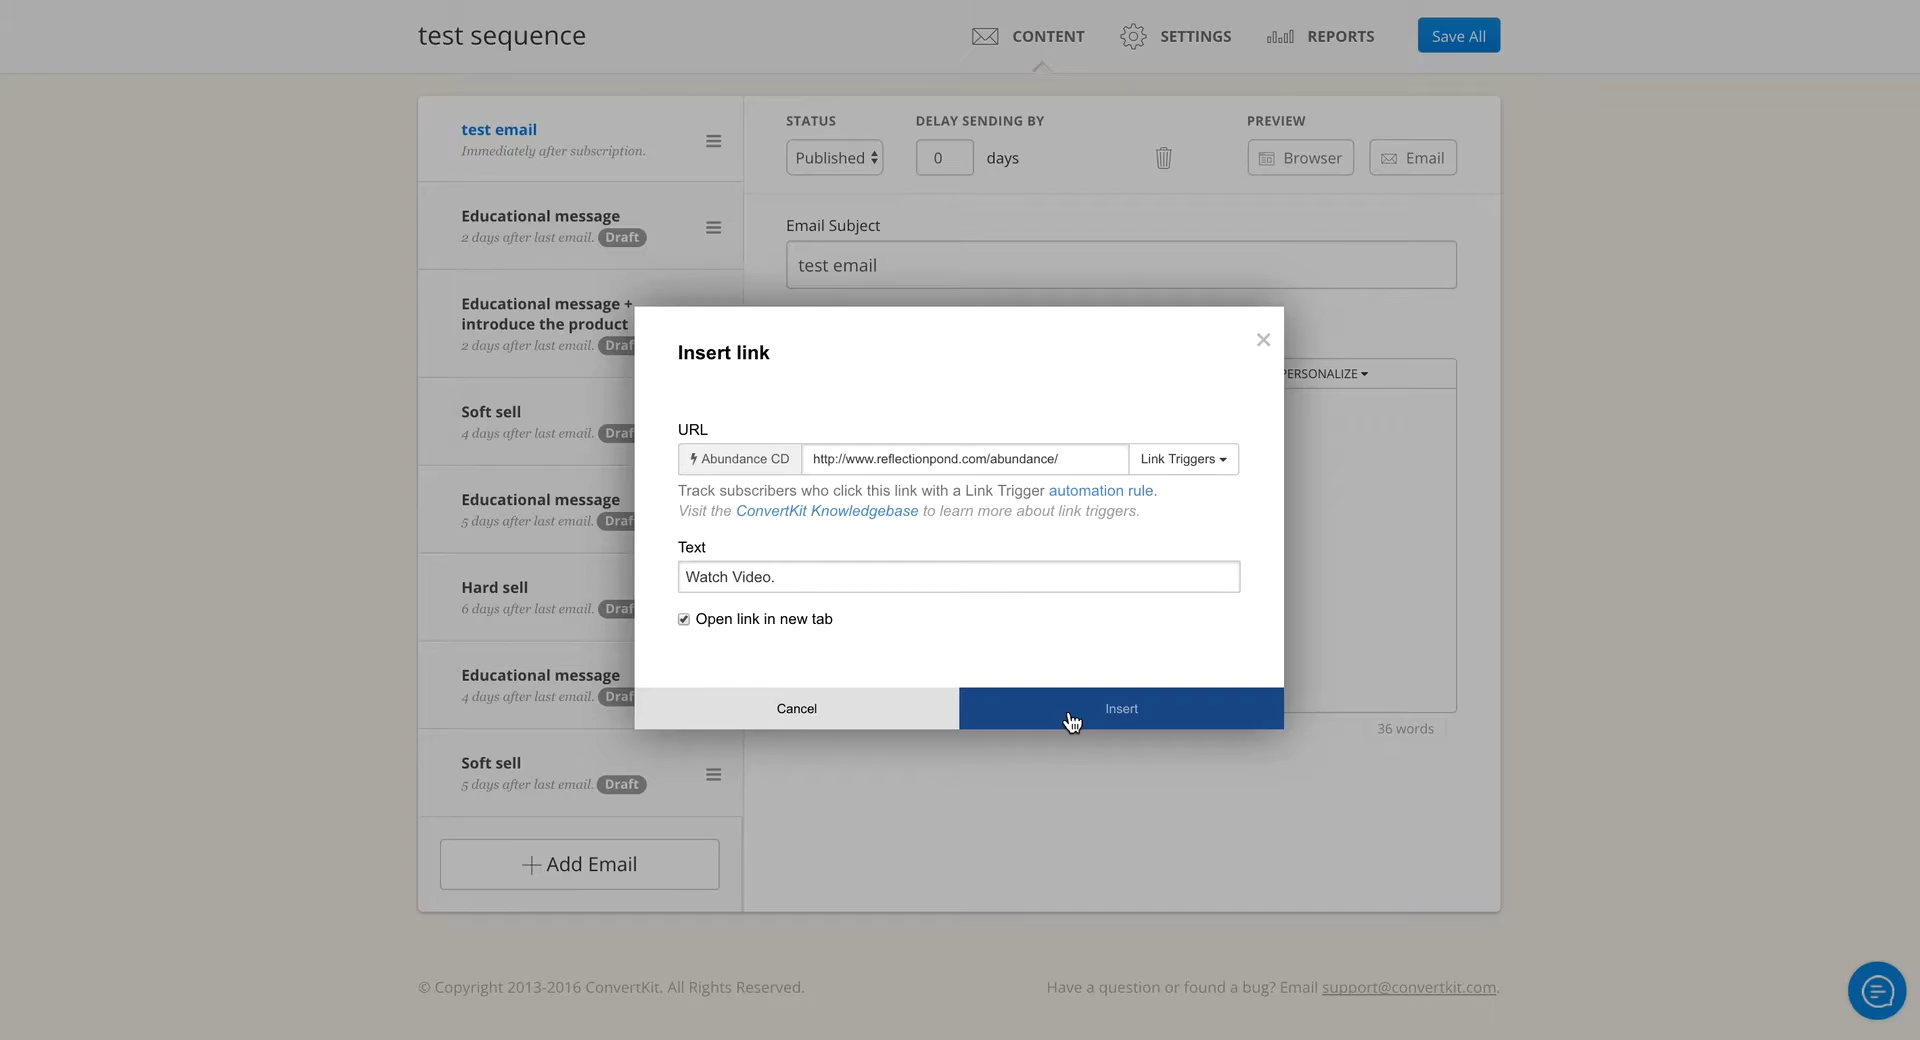 test sequence
CONTENT
SETTINGS
REPORTS
Save All
test email
Immediately after subscription.
Educational message
2 days after last email. Draft
Educational message +
introduce the product
2 days after last email. Draf
Soft sell
4 days after last email. Draf
Educational message
5 days after last email. Draf
Hard sell
6 days after last email. Draf
Educational message
4 days after last email. Draf
Soft sell
5 days after last email. Draft
Add Email
STATUS
DELAY SENDING BY
PREVIEW
Published
0
days
Browser
Email
Email Subject
test email
PERSONALIZE
36 words
Insert link
URL
Abundance CD
http://www.reflectionpond.com/abundance/
Link Triggers
Track subscribers who click this link with a Link Trigger automation rule.
Visit the ConvertKit Knowledgebase to learn more about link triggers.
Text
Watch Video.
Open link in new tab
Cancel
Insert
© Copyright 2013-2016 ConvertKit. All Rights Reserved.
Have a question or found a bug? Email support@convertkit.com.